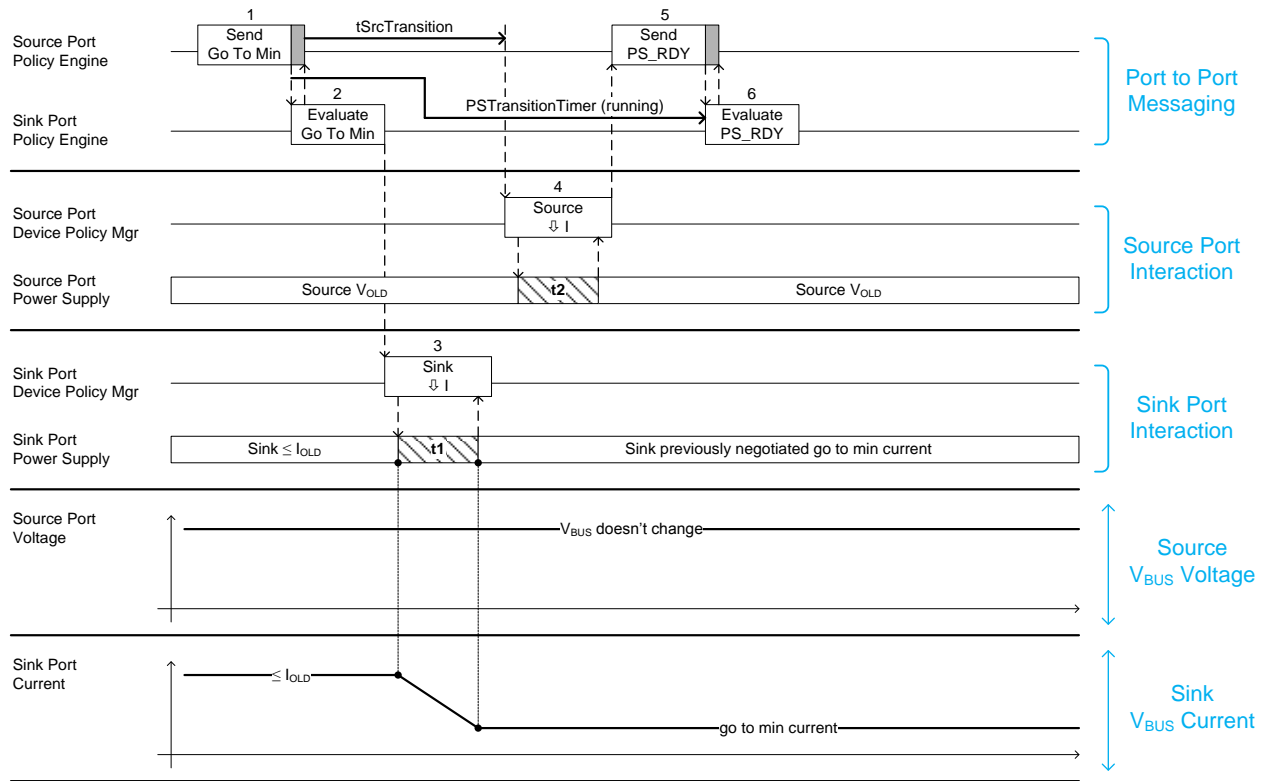 1
5
Source Port
Policy Engine
Send
Go To Min
tSrcTransition
Send
PS_RDY
Port to Port
Messaging
2
PSTransitionTimer (running)
6
Sink Port
Policy Engine
Evaluate
Go To Min
Evaluate
PS_RDY
4
Source Port
Device Policy Mgr
Source
⇩ I
Source Port
Interaction
Source Port
Power Supply
Source VOLD
t2
Source VOLD
3
Sink Port
Device Policy Mgr
Sink
⇩ I
Sink Port
Interaction
Sink Port
Power Supply
Sink ≤ IOLD
t1
Sink previously negotiated go to min current
Source Port
Voltage
VBUS doesn't change
Source
VBUS Voltage
Sink Port
Current
≤ IOLD
go to min current
Sink
VBUS Current